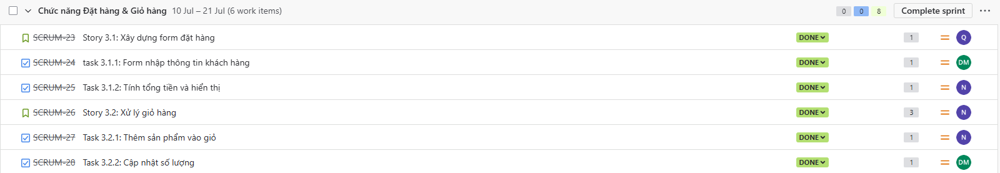 Chức năng Đặt hàng & Giỏ hàng 10 Jul – 21 Jul (6 work items) 0 0 8 Complete sprint
SCRUM-23 Story 3.1: Xây dựng form đặt hàng DONE 1 Q
SCRUM-24 task 3.1.1: Form nhập thông tin khách hàng DONE 1 DM
SCRUM-25 Task 3.1.2: Tính tổng tiền và hiển thị DONE 1 N
SCRUM-26 Story 3.2: Xử lý giỏ hàng DONE 3 N
SCRUM-27 Task 3.2.1: Thêm sản phẩm vào giỏ DONE 1 N
SCRUM-28 Task 3.2.2: Cập nhật số lượng DONE 1 DM